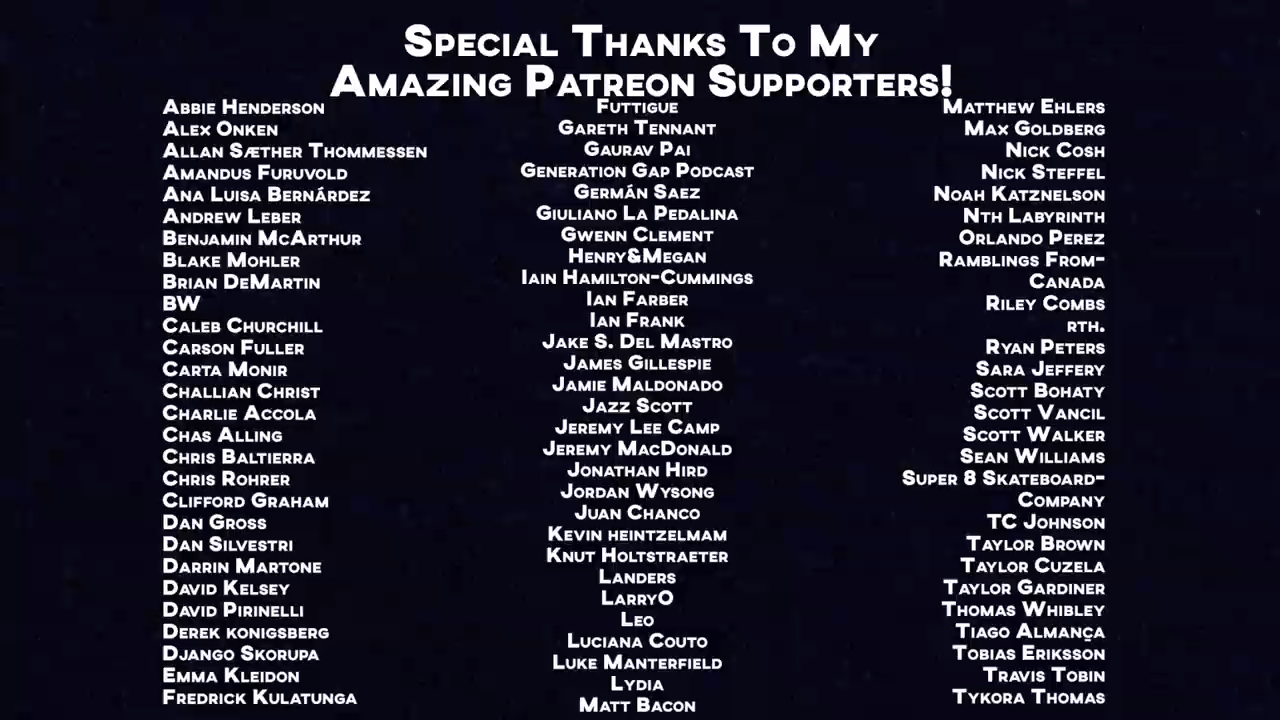 Special Thanks To My
Amazing Patreon Supporters!
Abbie Henderson
Alex Onken
Allan Sæther Thommessen
Amandus Furuvold
Ana Luisa Bernárdez
Andrew Leber
Benjamin McArthur
Blake Mohler
Brian DeMartin
BW
Caleb Churchill
Carson Fuller
Carta Monir
Challian Christ
Charlie Accola
Chas Alling
Chris Baltierra
Chris Rohrer
Clifford Graham
Dan Gross
Dan Silvestri
Darrin Martone
David Kelsey
David Pirinelli
Derek konigsberg
Django Skorupa
Emma Kleidon
Fredrick Kulatunga
Futtigue
Gareth Tennant
Gaurav Pai
Generation Gap Podcast
Germán Saez
Giuliano La Pedalina
Gwenn Clement
Henry&Megan
Iain Hamilton-Cummings
Ian Farber
Ian Frank
Jake S. Del Mastro
James Gillespie
Jamie Maldonado
Jazz Scott
Jeremy Lee Camp
Jeremy MacDonald
Jonathan Hird
Jordan Wysong
Juan Chanco
Kevin heintzelmam
Knut Holtstraeter
Landers
LarryO
Leo
Luciana Couto
Luke Manterfield
Lydia
Matt Bacon
Matthew Ehlers
Max Goldberg
Nick Cosh
Nick Steffel
Noah Katznelson
Nth Labyrinth
Orlando Perez
Ramblings From-
Canada
Riley Combs
rth.
Ryan Peters
Sara Jeffery
Scott Bohaty
Scott Vancil
Scott Walker
Sean Williams
Super 8 Skateboard-
Company
TC Johnson
Taylor Brown
Taylor Cuzela
Taylor Gardiner
Thomas Whibley
Tiago Almança
Tobias Eriksson
Travis Tobin
Tykora Thomas